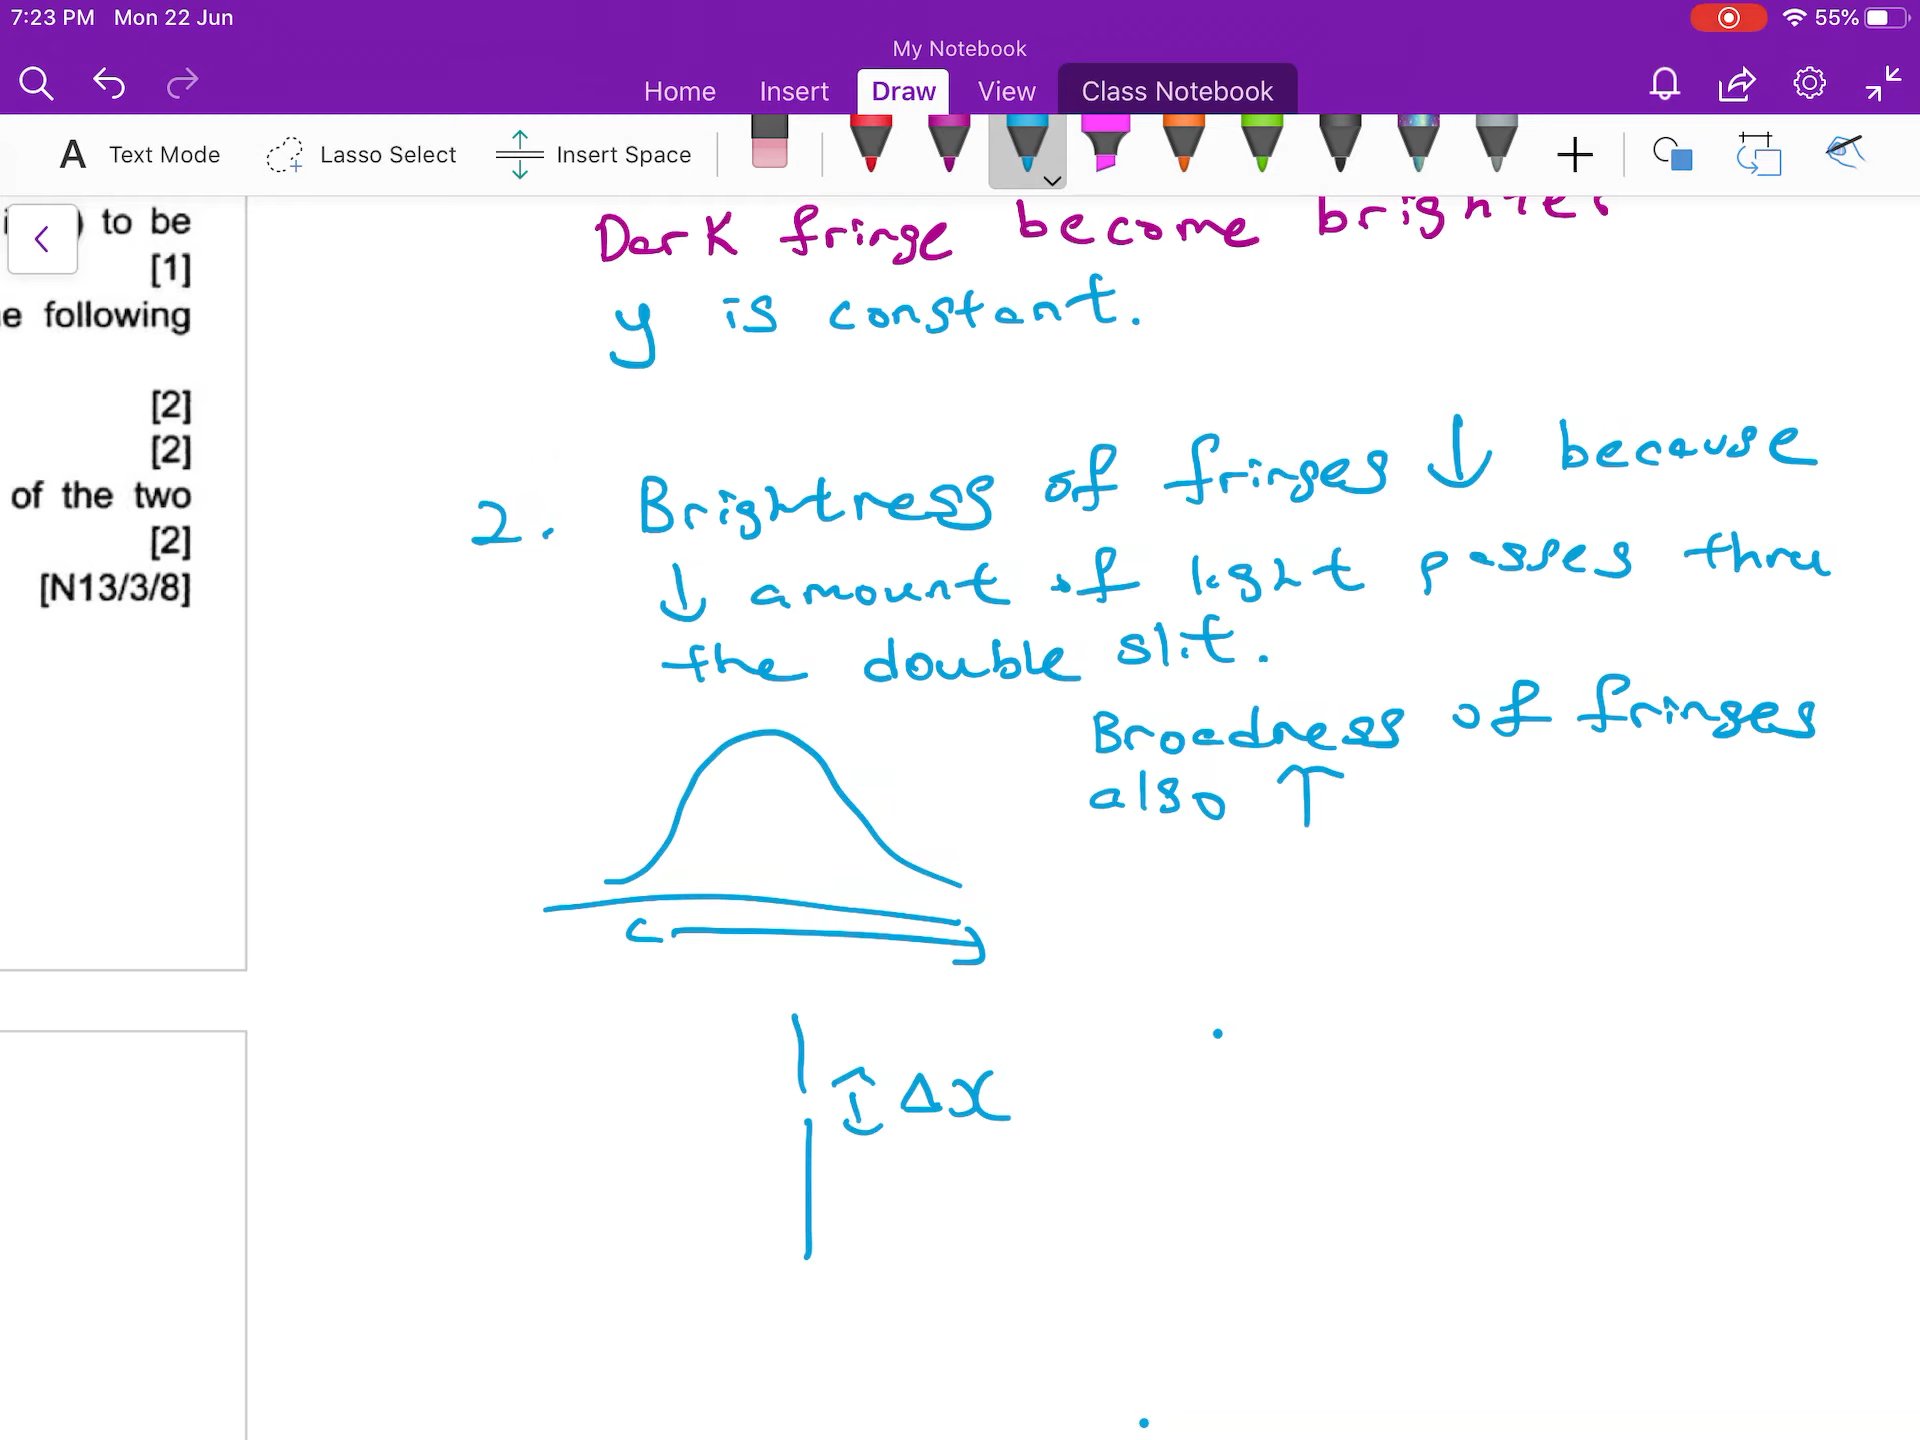 7:23 PM Mon 22 Jun
55%
My Notebook
Home Insert Draw View Class Notebook
A Text Mode Lasso Select Insert Space
) to be
[1]
e following
[2]
[2]
of the two
[2]
[N13/3/8]
Dark fringe become brighter
y is constant.
2. Brightness of fringes ↓ because
↓ amount of light passes thru
the double slit.
Broadness of fringes
also ↑
Δx